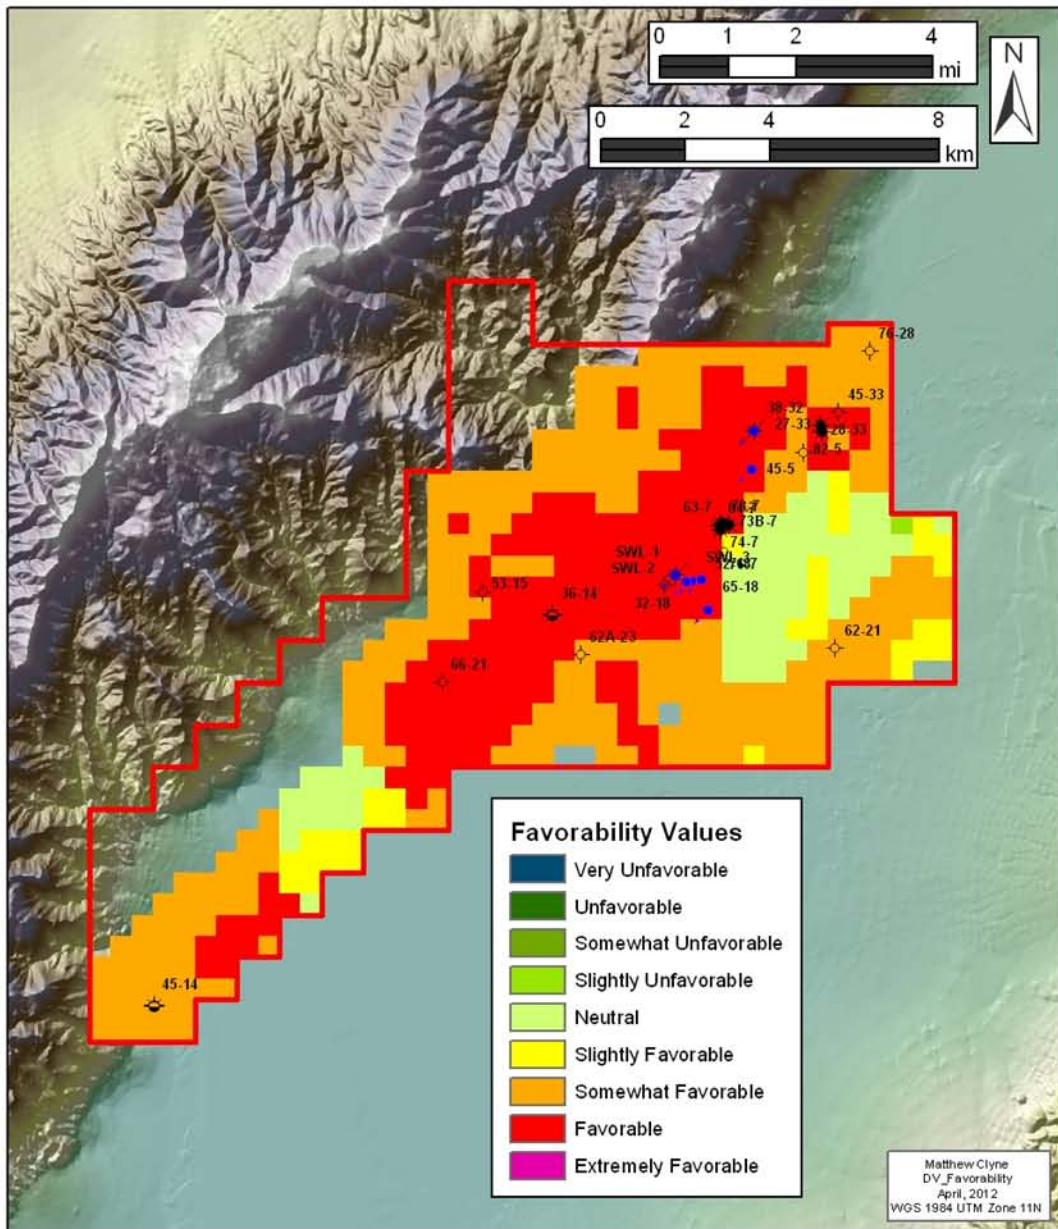 0 1 2 4
mi
0 2 4 8
km
N
76-28
45-33
38-32
27-33
28-33
82-5
45-5
63-7
73B-7
74-7
SWL-1
SWL-3
SWL-2
65-18
53-15
36-14
32-18
62A-23
62-21
66-21
45-14
Favorability Values
Very Unfavorable
Unfavorable
Somewhat Unfavorable
Slightly Unfavorable
Neutral
Slightly Favorable
Somewhat Favorable
Favorable
Extremely Favorable
Matthew Clyne
DV_Favorability
April, 2012
WGS 1984 UTM Zone 11N